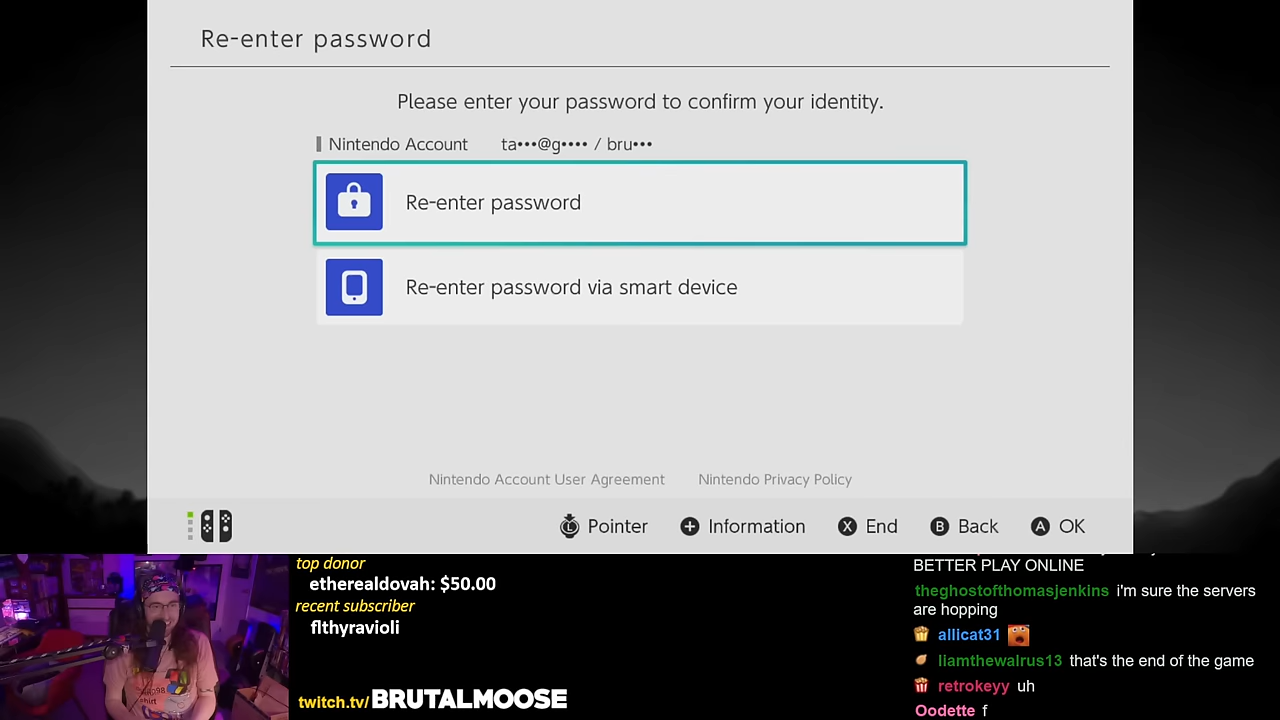 Re-enter password
Please enter your password to confirm your identity.
Nintendo Account ta•••@g•••• / bru•••
Re-enter password
Re-enter password via smart device
Nintendo Account User Agreement Nintendo Privacy Policy
L Pointer + Information X End B Back A OK
top donor
etherealdovah: $50.00
recent subscriber
flthyravioli
twitch.tv/BRUTALMOOSE
BETTER PLAY ONLINE
theghostofthomasjenkins i'm sure the servers
are hopping
allicat31
liamthewalrus13 that's the end of the game
retrokeyy uh
Oodette f